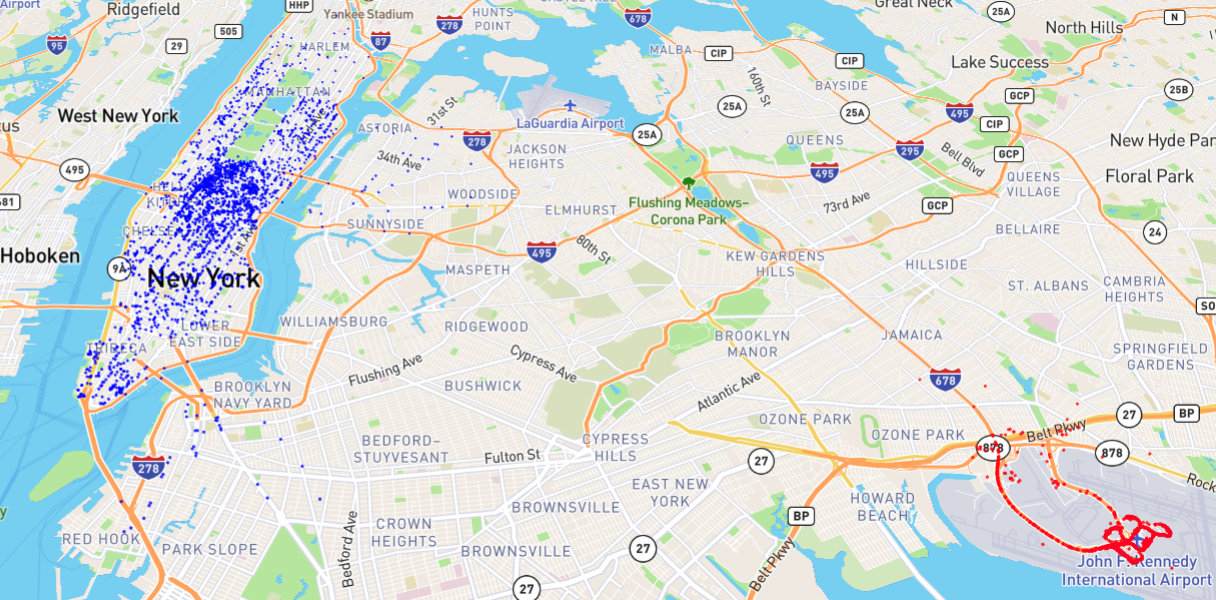 Airport
Ridgefield
HHP
Yankee Stadium
278
HUNTS
POINT
678
25A
Great Neck
N
95
29
505
87
HARLEM
MALBA
CIP
CIP
North Hills
Lake Success
MANHATTAN
31st St
LaGuardia Airport
160th St
BAYSIDE
GCP
25B
West New York
ASTORIA
278
25A
25A
25A
495
CIP
New Hyde Par
JACKSON
HEIGHTS
QUEENS
295
Bell Blvd
GCP
495
34th Ave
495
QUEENS
VILLAGE
Floral Park
WOODSIDE
Flushing Meadows–
Corona Park
73rd Ave
GCP
ELMHURST
SUNNYSIDE
BELLAIRE
24
CHELSE
1st Ave
Hoboken
9A
New York
495
80th St
MASPETH
KEW GARDENS
HILLS
HILLSIDE
ST. ALBANS
CAMBRIA
HEIGHTS
SO
LOWER
EAST SIDE
WILLIAMSBURG
RIDGEWOOD
TRIBECA
BROOKLYN
MANOR
JAMAICA
SPRINGFIELD
GARDENS
Cypress Ave
Flushing Ave
BUSHWICK
BROOKLYN
NAVY YARD
Atlantic Ave
678
27
BP
OZONE PARK
OZONE PARK
Belt Pkwy
878
878
BEDFORD–
STUYVESANT
CYPRESS
HILLS
Fulton St
27
278
EAST NEW
YORK
Rock
HOWARD
BEACH
BROWNSVILLE
BP
Bedford Ave
CROWN
HEIGHTS
RED HOOK
PARK SLOPE
BROWNSVILLE
27
Belt Pkwy
John F. Kennedy
International Airport
27